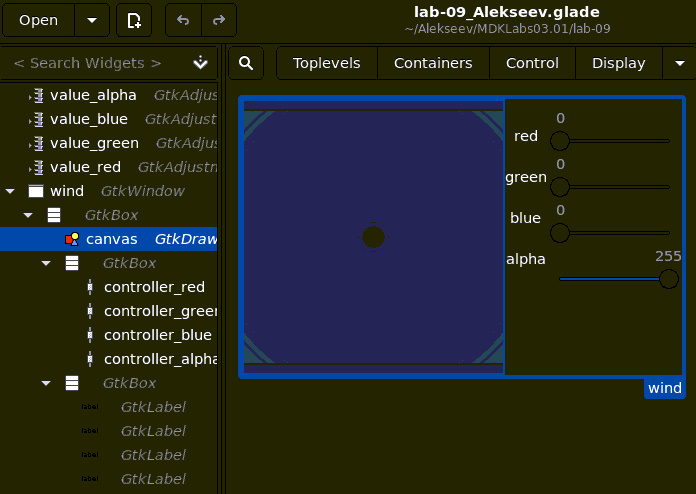 Open
lab-09_Alekseev.glade
~/Alekseev/MDKLabs03.01/lab-09
< Search Widgets >
Toplevels
Containers
Control
Display
value_alpha GtkAdjus
value_blue GtkAdjust
value_green GtkAdjus
value_red GtkAdjustn
wind GtkWindow
GtkBox
canvas GtkDraw
GtkBox
controller_red
controller_green
controller_blue
controller_alpha
GtkBox
label GtkLabel
label GtkLabel
label GtkLabel
label GtkLabel
0
red
0
green
0
blue
255
alpha
wind